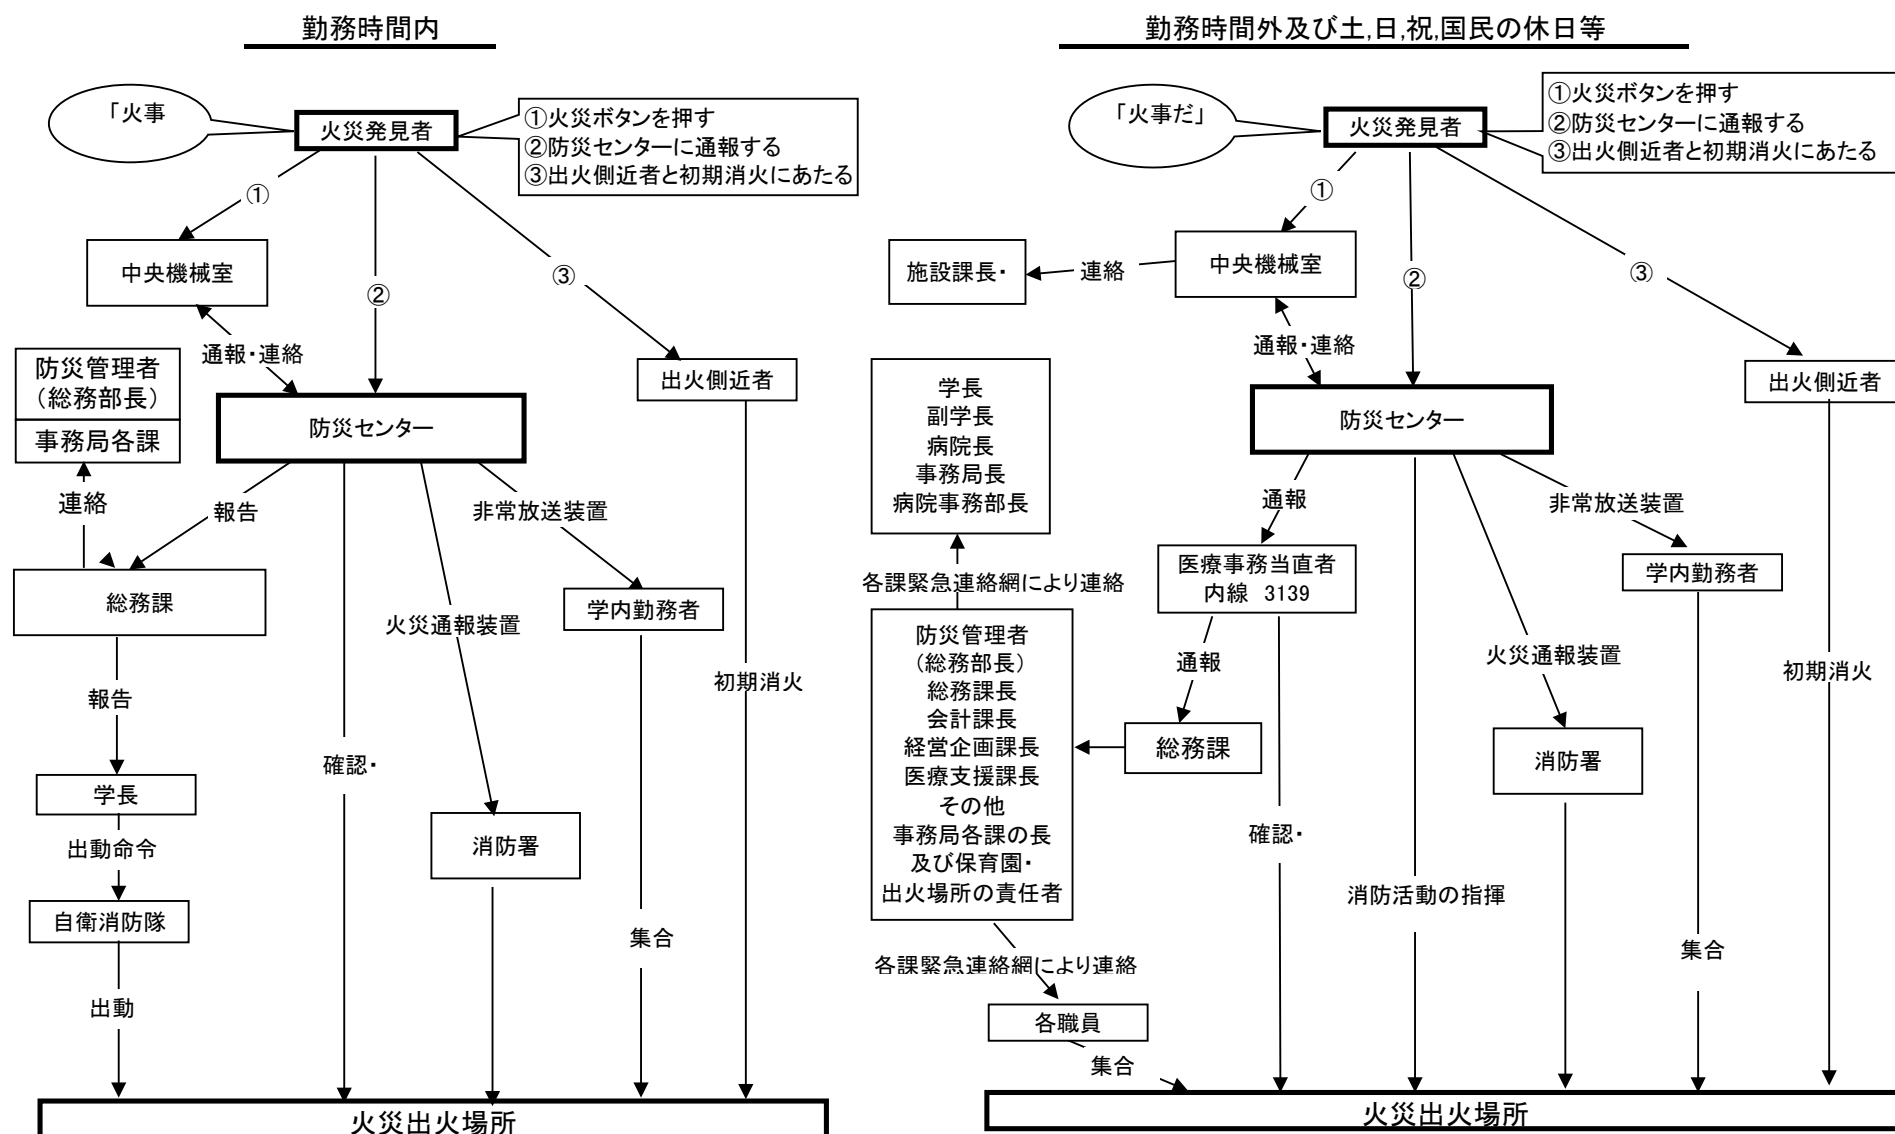 勤務時間内
「火事
火災発見者
①火災ボタンを押す
②防災センターに通報する
③出火側近者と初期消火にあたる
①
②
③
中央機械室
通報・連絡
防災管理者
（総務部長）
事務局各課
出火側近者
防災センター
連絡
報告
非常放送装置
総務課
火災通報装置
学内勤務者
初期消火
報告
確認・
学長
消防署
出動命令
自衛消防隊
集合
出動
火災出火場所
勤務時間外及び土,日,祝,国民の休日等
「火事だ」
火災発見者
①火災ボタンを押す
②防災センターに通報する
③出火側近者と初期消火にあたる
①
②
③
施設課長・
連絡
中央機械室
通報・連絡
出火側近者
学長
副学長
病院長
事務局長
病院事務部長
防災センター
通報
非常放送装置
医療事務当直者
内線 3139
学内勤務者
各課緊急連絡網により連絡
防災管理者
（総務部長）
総務課長
会計課長
経営企画課長
医療支援課長
その他
事務局各課の長
及び保育園・
出火場所の責任者
通報
火災通報装置
初期消火
総務課
消防署
確認・
消防活動の指揮
集合
各課緊急連絡網により連絡
各職員
集合
火災出火場所